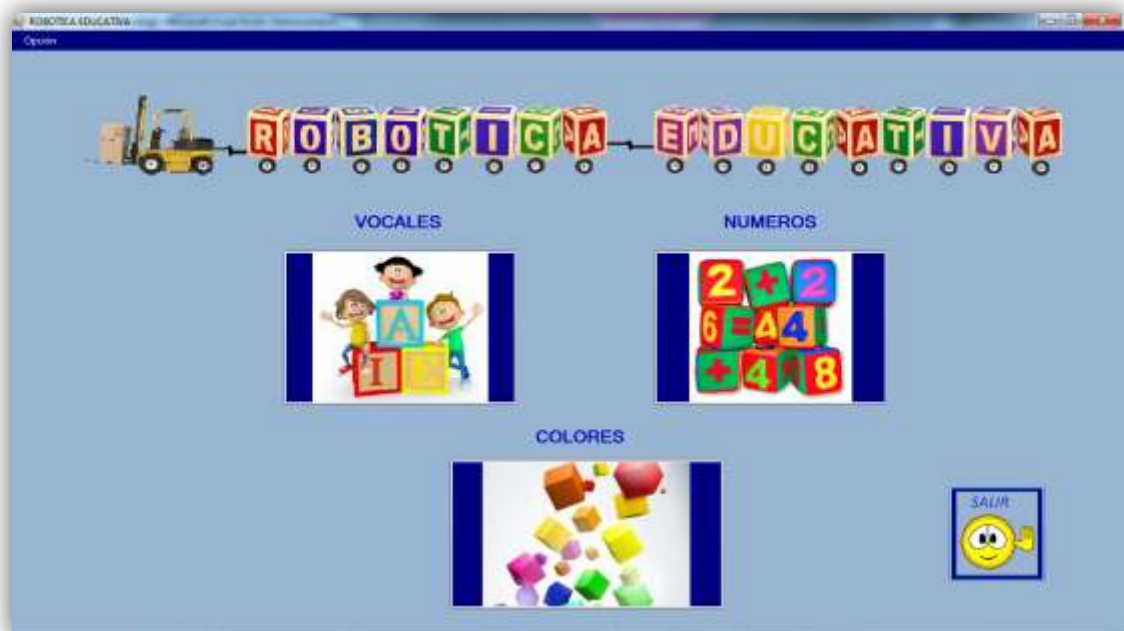 ROBOTICA EDUCATIVA
Opción
ROBOTICA EDUCATIVA
VOCALES NUMEROS
A
I E
2 + 2
6 = 4 4
+ 4 8
COLORES
SALIR